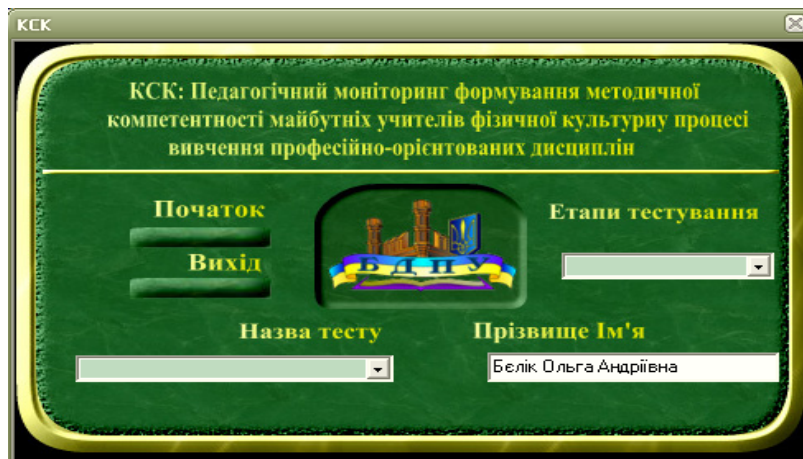 КСК
КСК: Педагогічний моніторинг формування методичної
компетентності майбутніх учителів фізичної культуриу процесі
вивчення професійно-орієнтованих дисциплін
Початок
Вихід
БДПУ
Етапи тестування
Назва тесту
Прізвище Ім'я
Бєлік Ольга Андріївна